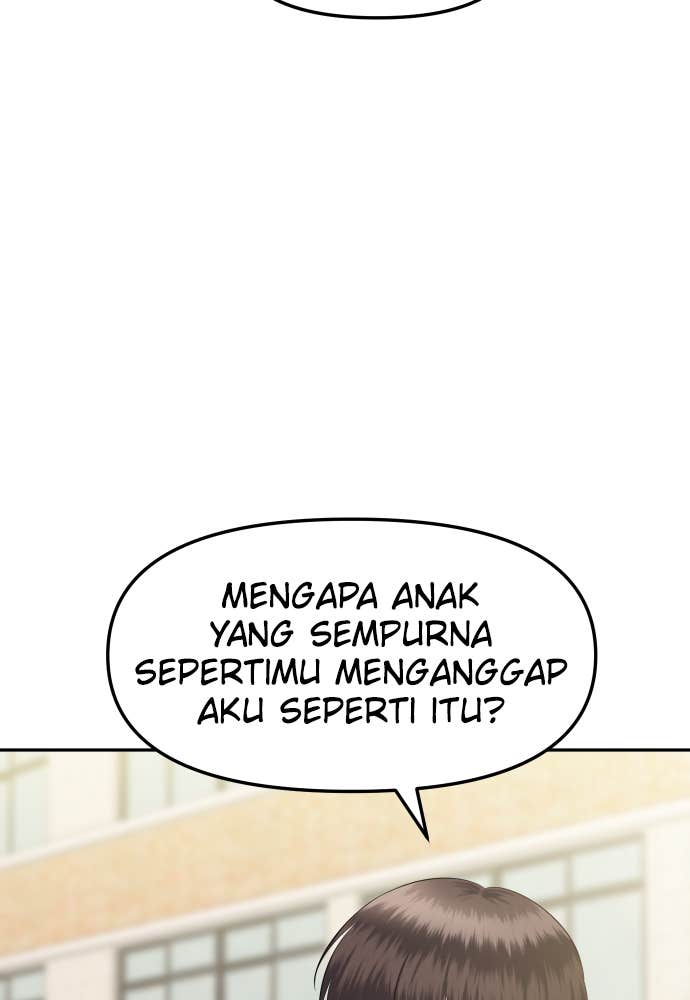 MENGAPA ANAK
YANG SEMPURNA
SEPERTIMU MENGANGGAP
AKU SEPERTI ITU?